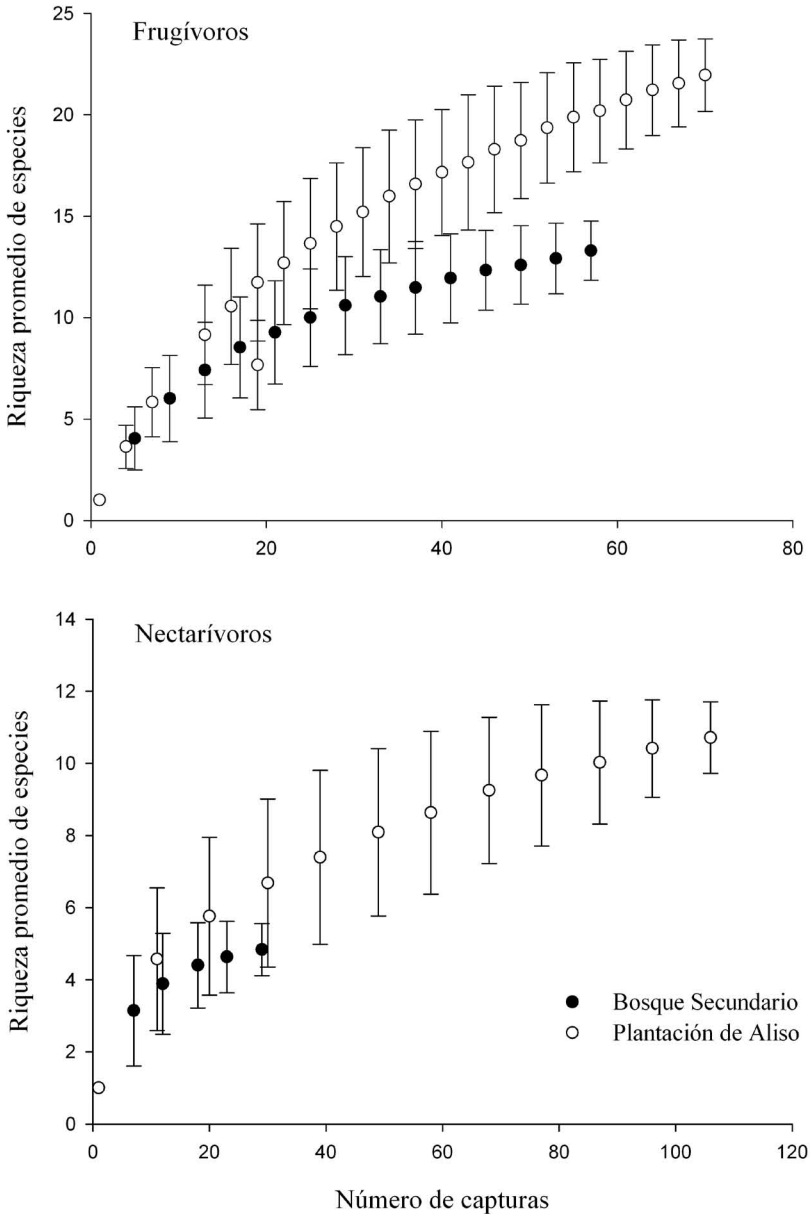 Frugívoros
Riqueza promedio de especies
25
20
15
10
5
0
0 20 40 60 80
Nectarívoros
Riqueza promedio de especies
14
12
10
8
6
4
2
0
Bosque Secundario
Plantación de Aliso
0 20 40 60 80 100 120
Número de capturas